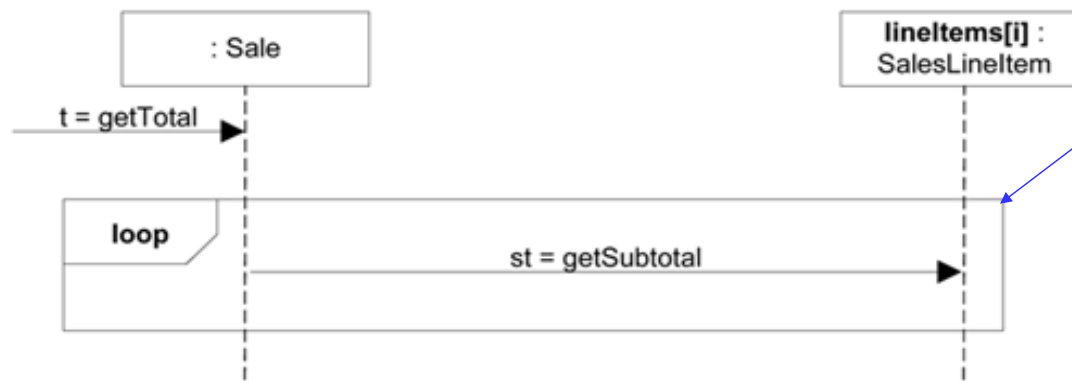 : Sale
lineItems[i] :
SalesLineItem
t = getTotal
loop
st = getSubtotal